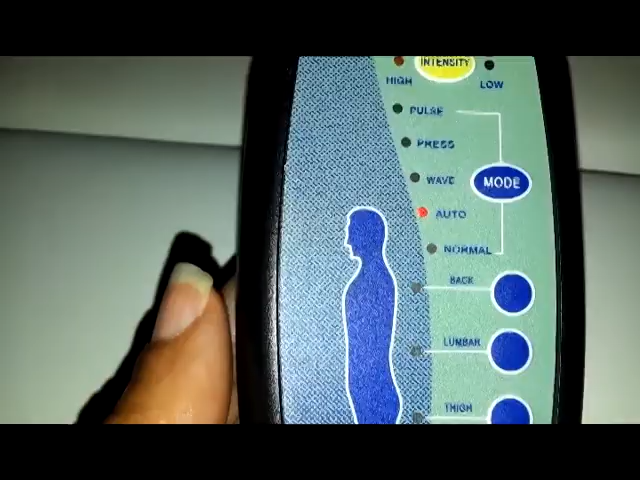 INTENSITY
HIGH
LOW
PULSE
PRESS
WAVE
MODE
AUTO
NORMAL
BACK
LUMBAR
THIGH